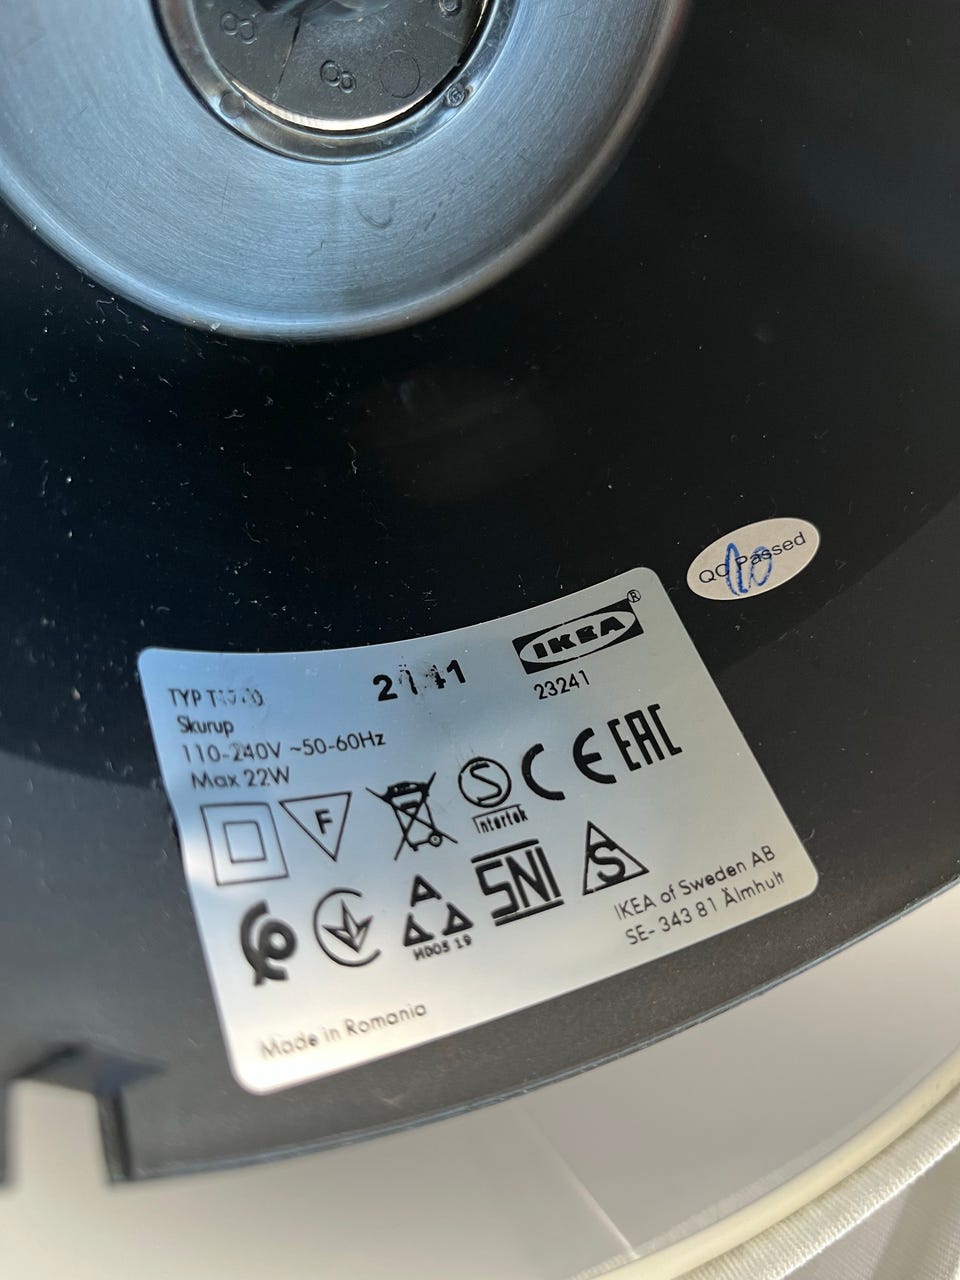 QC Passed
IKEA®
23241
TYP
Skurup
110-240V ~50-60Hz
Max 22W
F
S
Intertek
CE
EAC
A
H005 19
SNI
S
IKEA of Sweden AB
SE- 343 81 Älmhult
Made in Romania